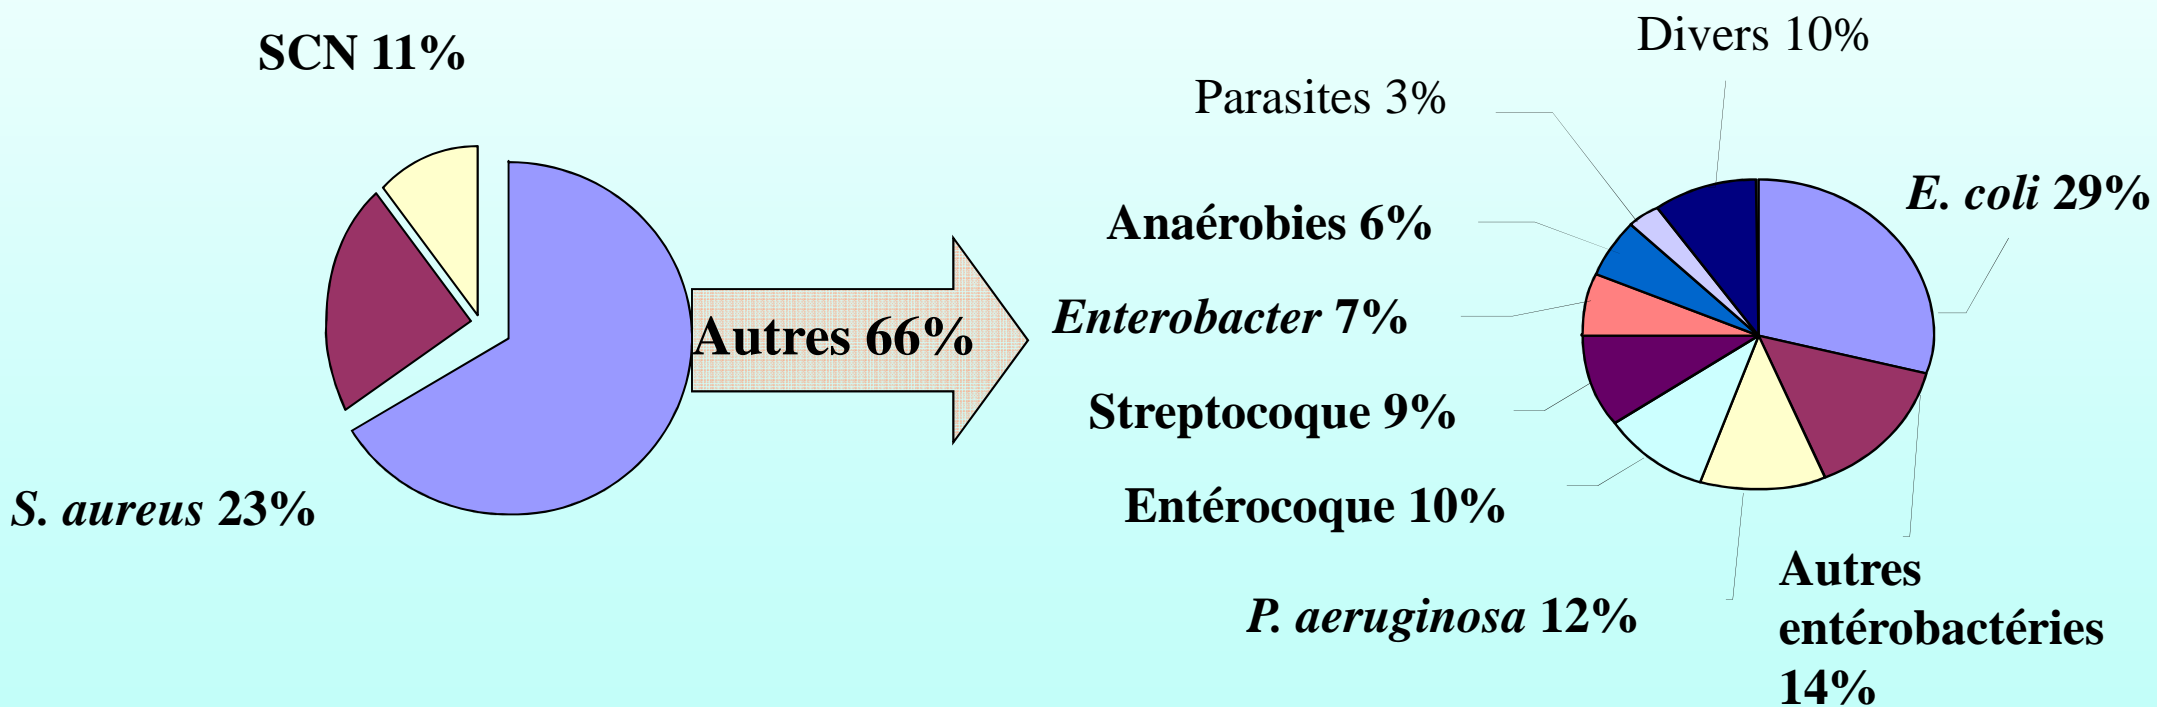 SCN 11%
S. aureus 23%
Autres 66%
Divers 10%
Parasites 3%
Anaérobies 6%
Enterobacter 7%
Streptocoque 9%
Entérocoque 10%
P. aeruginosa 12%
E. coli 29%
Autres
entérobactéries
14%